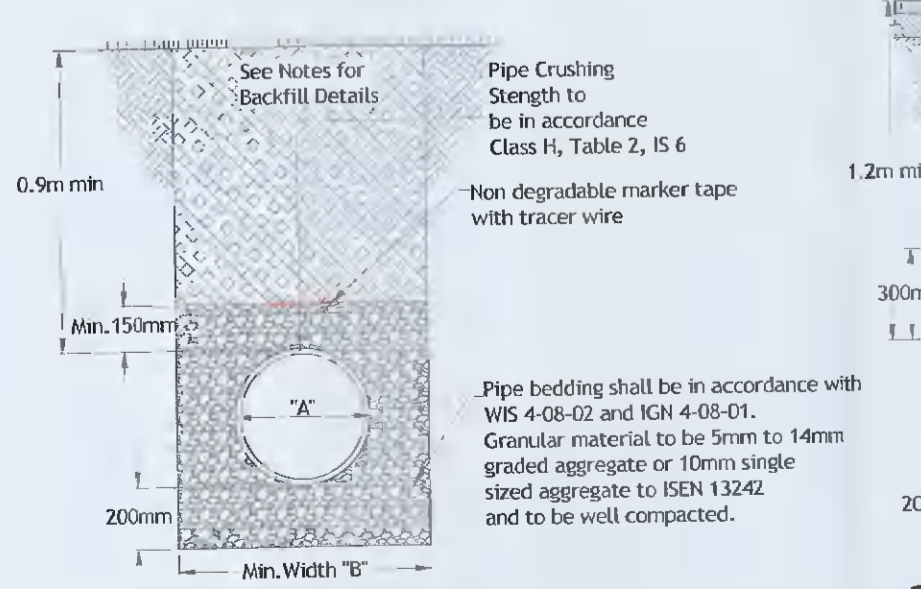 See Notes for
Backfill Details
Pipe Crushing
Stength to
be in accordance
Class H, Table 2, IS 6
0.9m min
Non degradable marker tape
with tracer wire
Min. 150mm
"A"
Pipe bedding shall be in accordance with
WIS 4-08-02 and IGN 4-08-01.
Granular material to be 5mm to 14mm
graded aggregate or 10mm single
sized aggregate to ISEN 13242
and to be well compacted.
200mm
Min. Width "B"
1.2m mi
300m
20